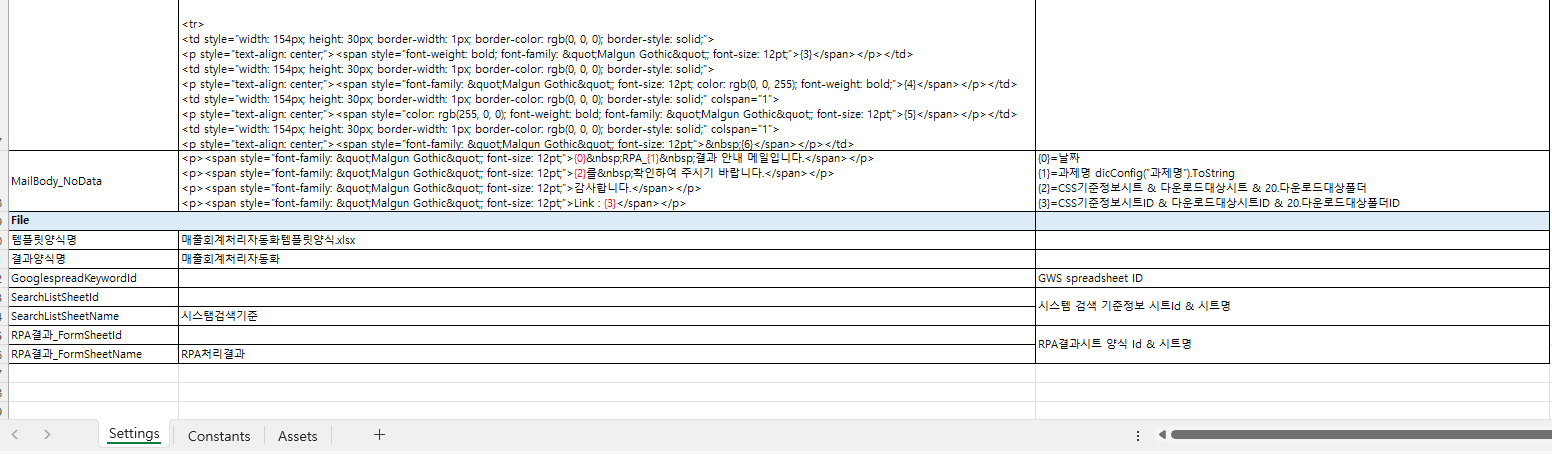 <tr>
<td style="width: 154px; height: 30px; border-width: 1px; border-color: rgb(0, 0, 0); border-style: solid;">
<p style="text-align: center;"><span style="font-weight: bold; font-family: &quot;Malgun Gothic&quot;; font-size: 12pt;">{3}</span></p></td>
<td style="width: 154px; height: 30px; border-width: 1px; border-color: rgb(0, 0, 0); border-style: solid;">
<p style="text-align: center;"><span style="font-family: &quot;Malgun Gothic&quot;; font-size: 12pt; color: rgb(0, 0, 255); font-weight: bold;">{4}</span></p></td>
<td style="width: 154px; height: 30px; border-width: 1px; border-color: rgb(0, 0, 0); border-style: solid;" colspan="1">
<p style="text-align: center;"><span style="color: rgb(255, 0, 0); font-weight: bold; font-family: &quot;Malgun Gothic&quot;; font-size: 12pt;">{5}</span></p></td>
<td style="width: 154px; height: 30px; border-width: 1px; border-color: rgb(0, 0, 0); border-style: solid;" colspan="1">
<p style="text-align: center;"><span style="font-family: &quot;Malgun Gothic&quot;; font-size: 12pt;">&nbsp;{6}</span></p></td>
MailBody_NoData
<p><span style="font-family: &quot;Malgun Gothic&quot;; font-size: 12pt;">{0}&nbsp;RPA_{1}&nbsp;결과 안내 메일입니다.</span></p>
<p><span style="font-family: &quot;Malgun Gothic&quot;; font-size: 12pt;">{2}를&nbsp;확인하여 주시기 바랍니다.</span></p>
<p><span style="font-family: &quot;Malgun Gothic&quot;; font-size: 12pt;">감사합니다.</span></p>
<p><span style="font-family: &quot;Malgun Gothic&quot;; font-size: 12pt;">Link : {3}</span></p>
{0}=날짜
{1}=과제명 dicConfig("과제명").ToString
{2}=CSS기준정보시트 & 다운로드대상시트 & 20.다운로드대상폴더
{3}=CSS기준정보시트ID & 다운로드대상시트ID & 20.다운로드대상폴더ID
File
템플릿양식명 매출회계처리자동화템플릿양식.xlsx
결과양식명 매출회계처리자동화
GooglespreadKeywordId GWS spreadsheet ID
SearchListSheetId
시스템 검색 기준정보 시트Id & 시트명
SearchListSheetName 시스탬검색기준
RPA결과_FormSheetId
RPA결과시트 양식 Id & 시트명
RPA결과_FormSheetName RPA처리결과
Settings Constants Assets